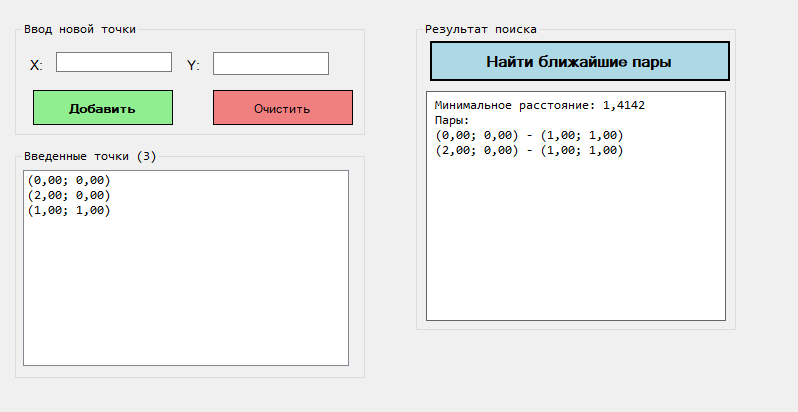 Ввод новой точки
X:
Y:
Добавить
Очистить
Введенные точки (3)
(0,00; 0,00)
(2,00; 0,00)
(1,00; 1,00)
Результат поиска
Найти ближайшие пары
Минимальное расстояние: 1,4142
Пары:
(0,00; 0,00) - (1,00; 1,00)
(2,00; 0,00) - (1,00; 1,00)